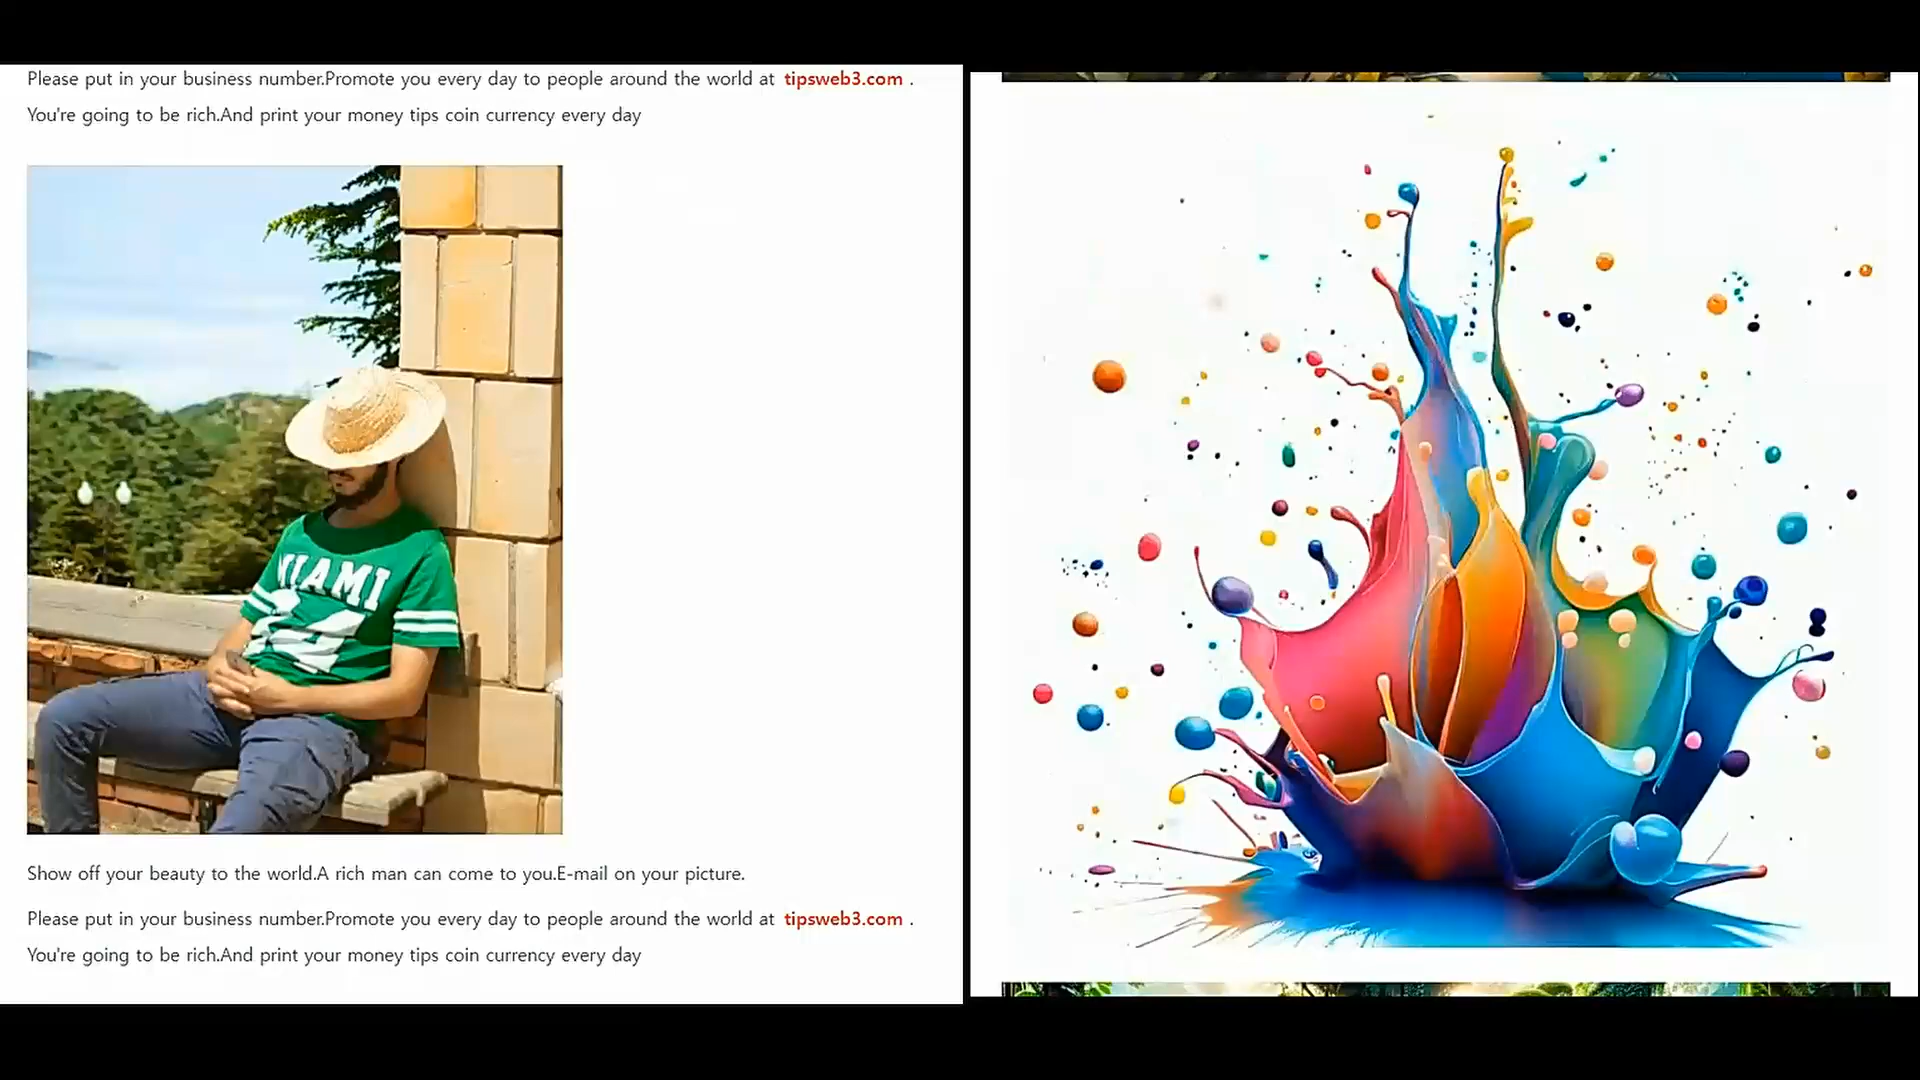 Please put in your business number.Promote you every day to people around the world at tipsweb3.com .
You're going to be rich.And print your money tips coin currency every day
MIAMI
Show off your beauty to the world.A rich man can come to you.E-mail on your picture.
Please put in your business number.Promote you every day to people around the world at tipsweb3.com .
You're going to be rich.And print your money tips coin currency every day